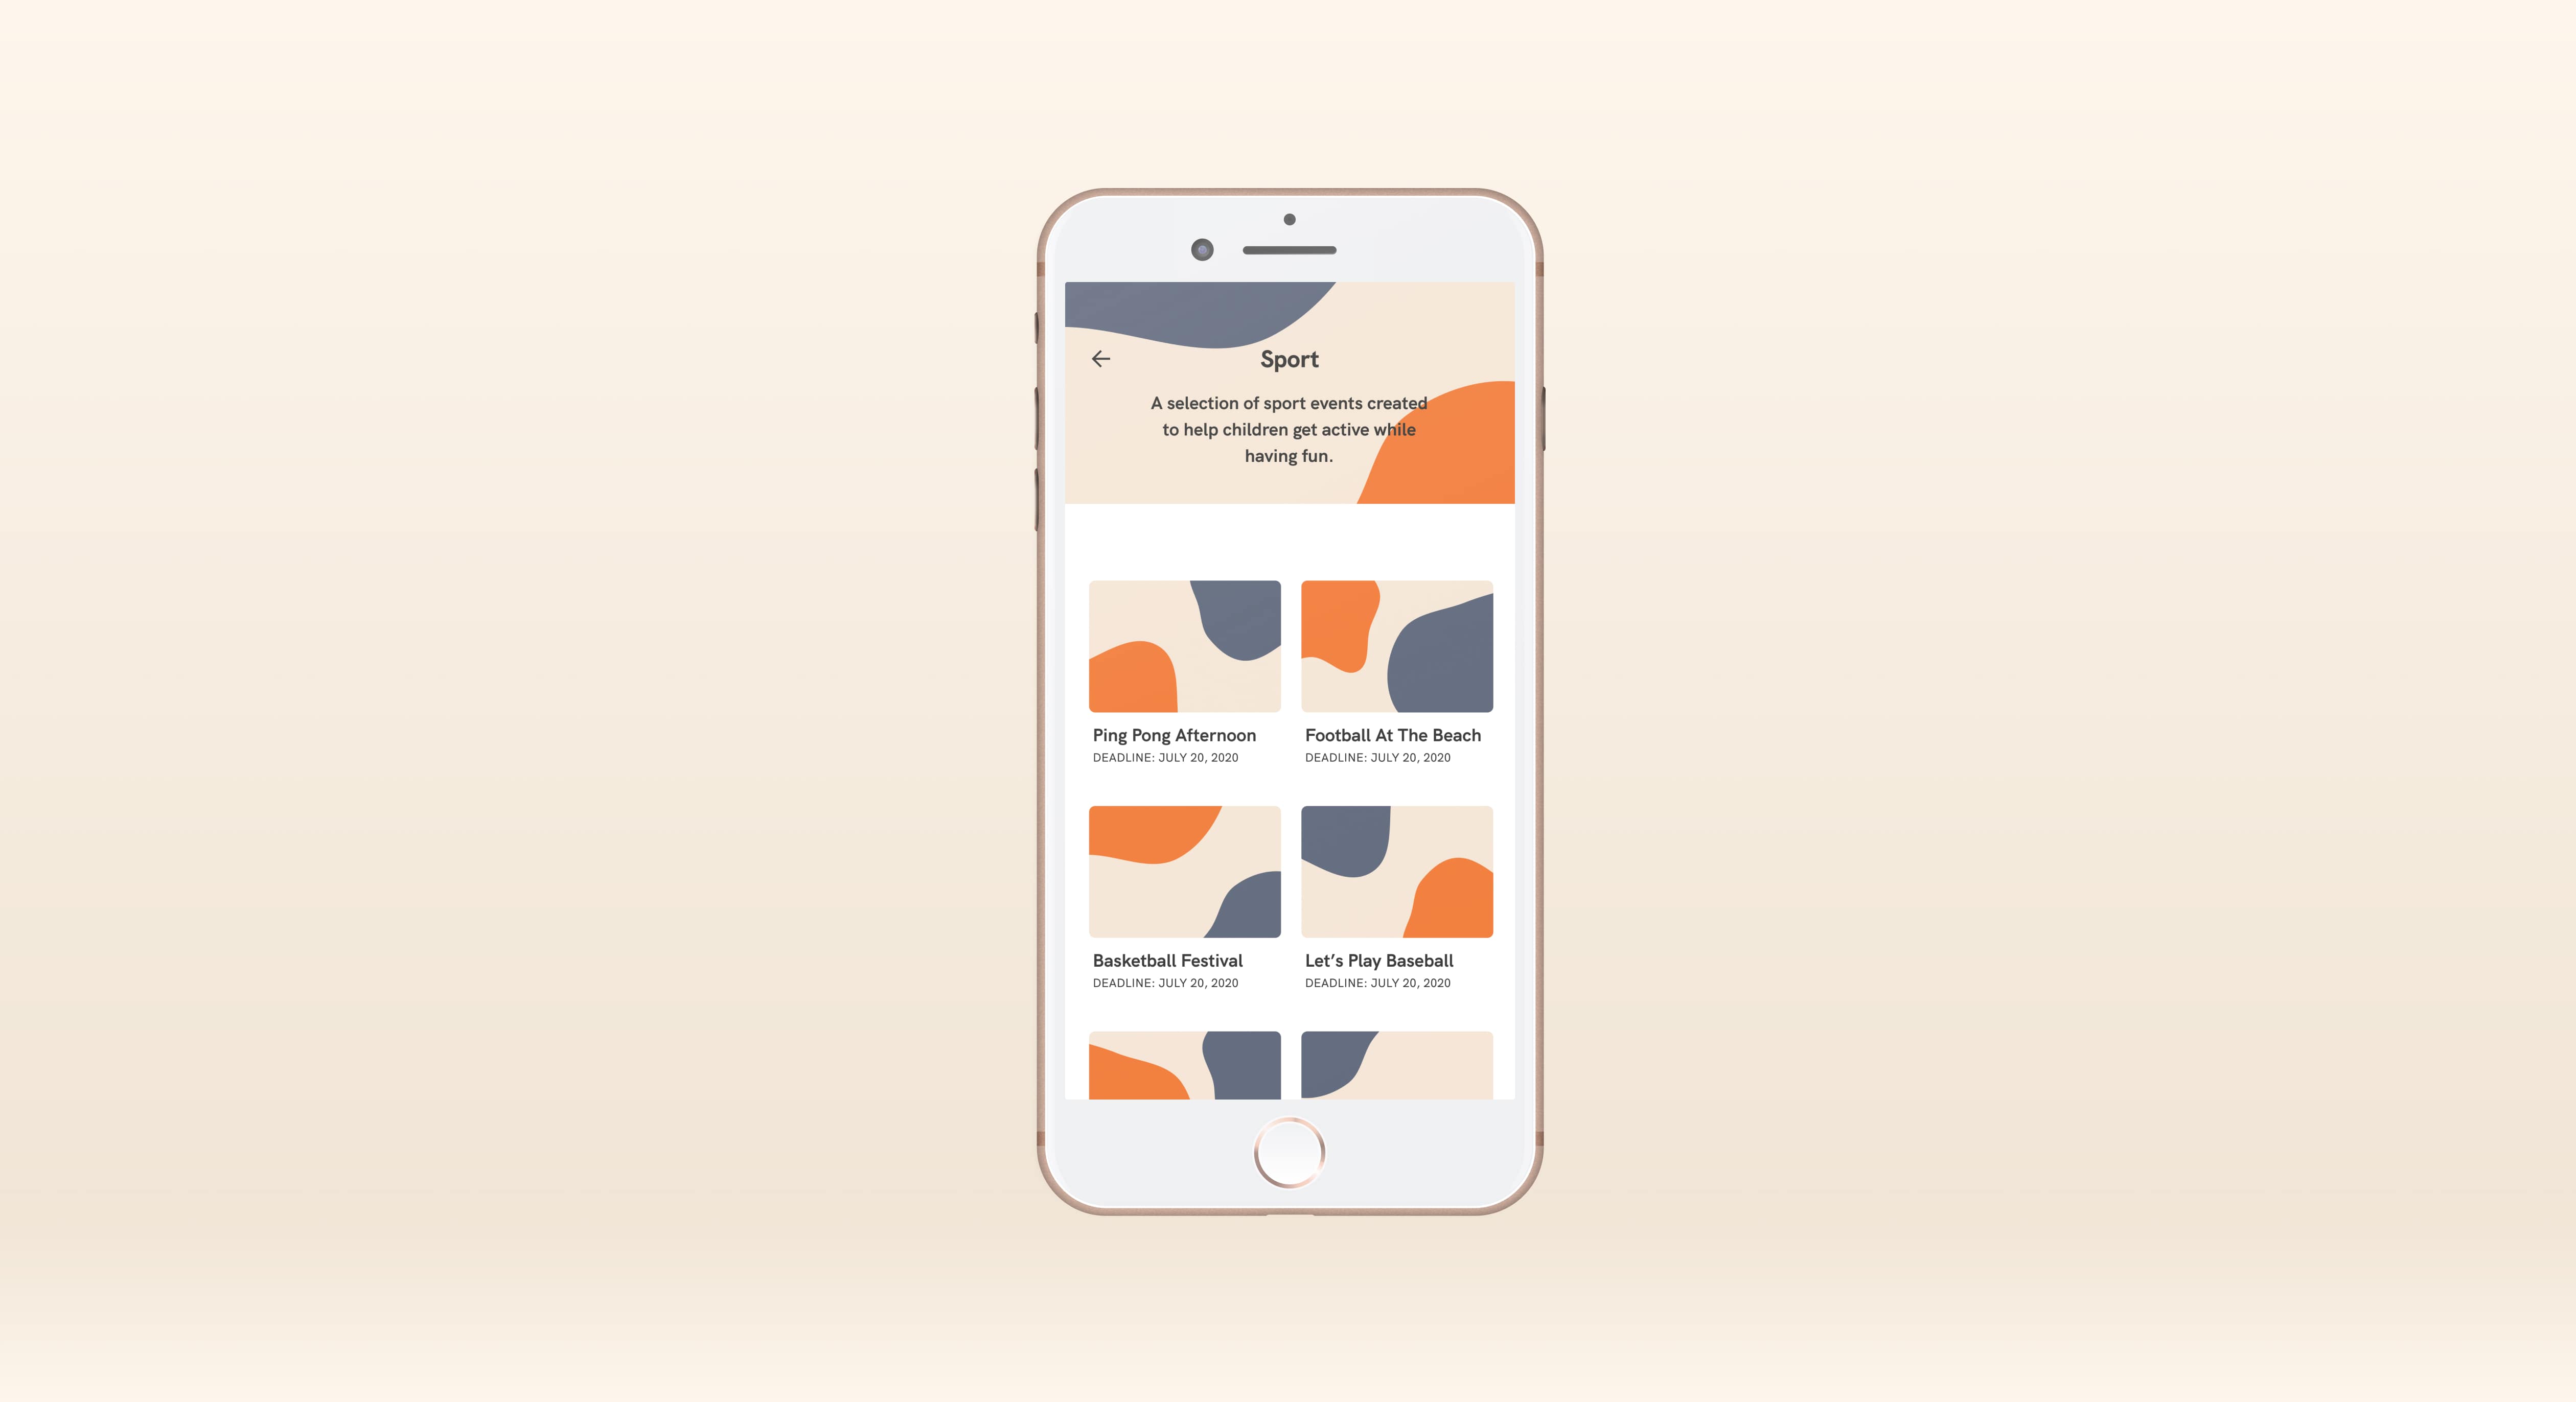 Sport
A selection of sport events created
to help children get active while
having fun.
Ping Pong Afternoon
DEADLINE: JULY 20, 2020
Football At The Beach
DEADLINE: JULY 20, 2020
Basketball Festival
DEADLINE: JULY 20, 2020
Let’s Play Baseball
DEADLINE: JULY 20, 2020